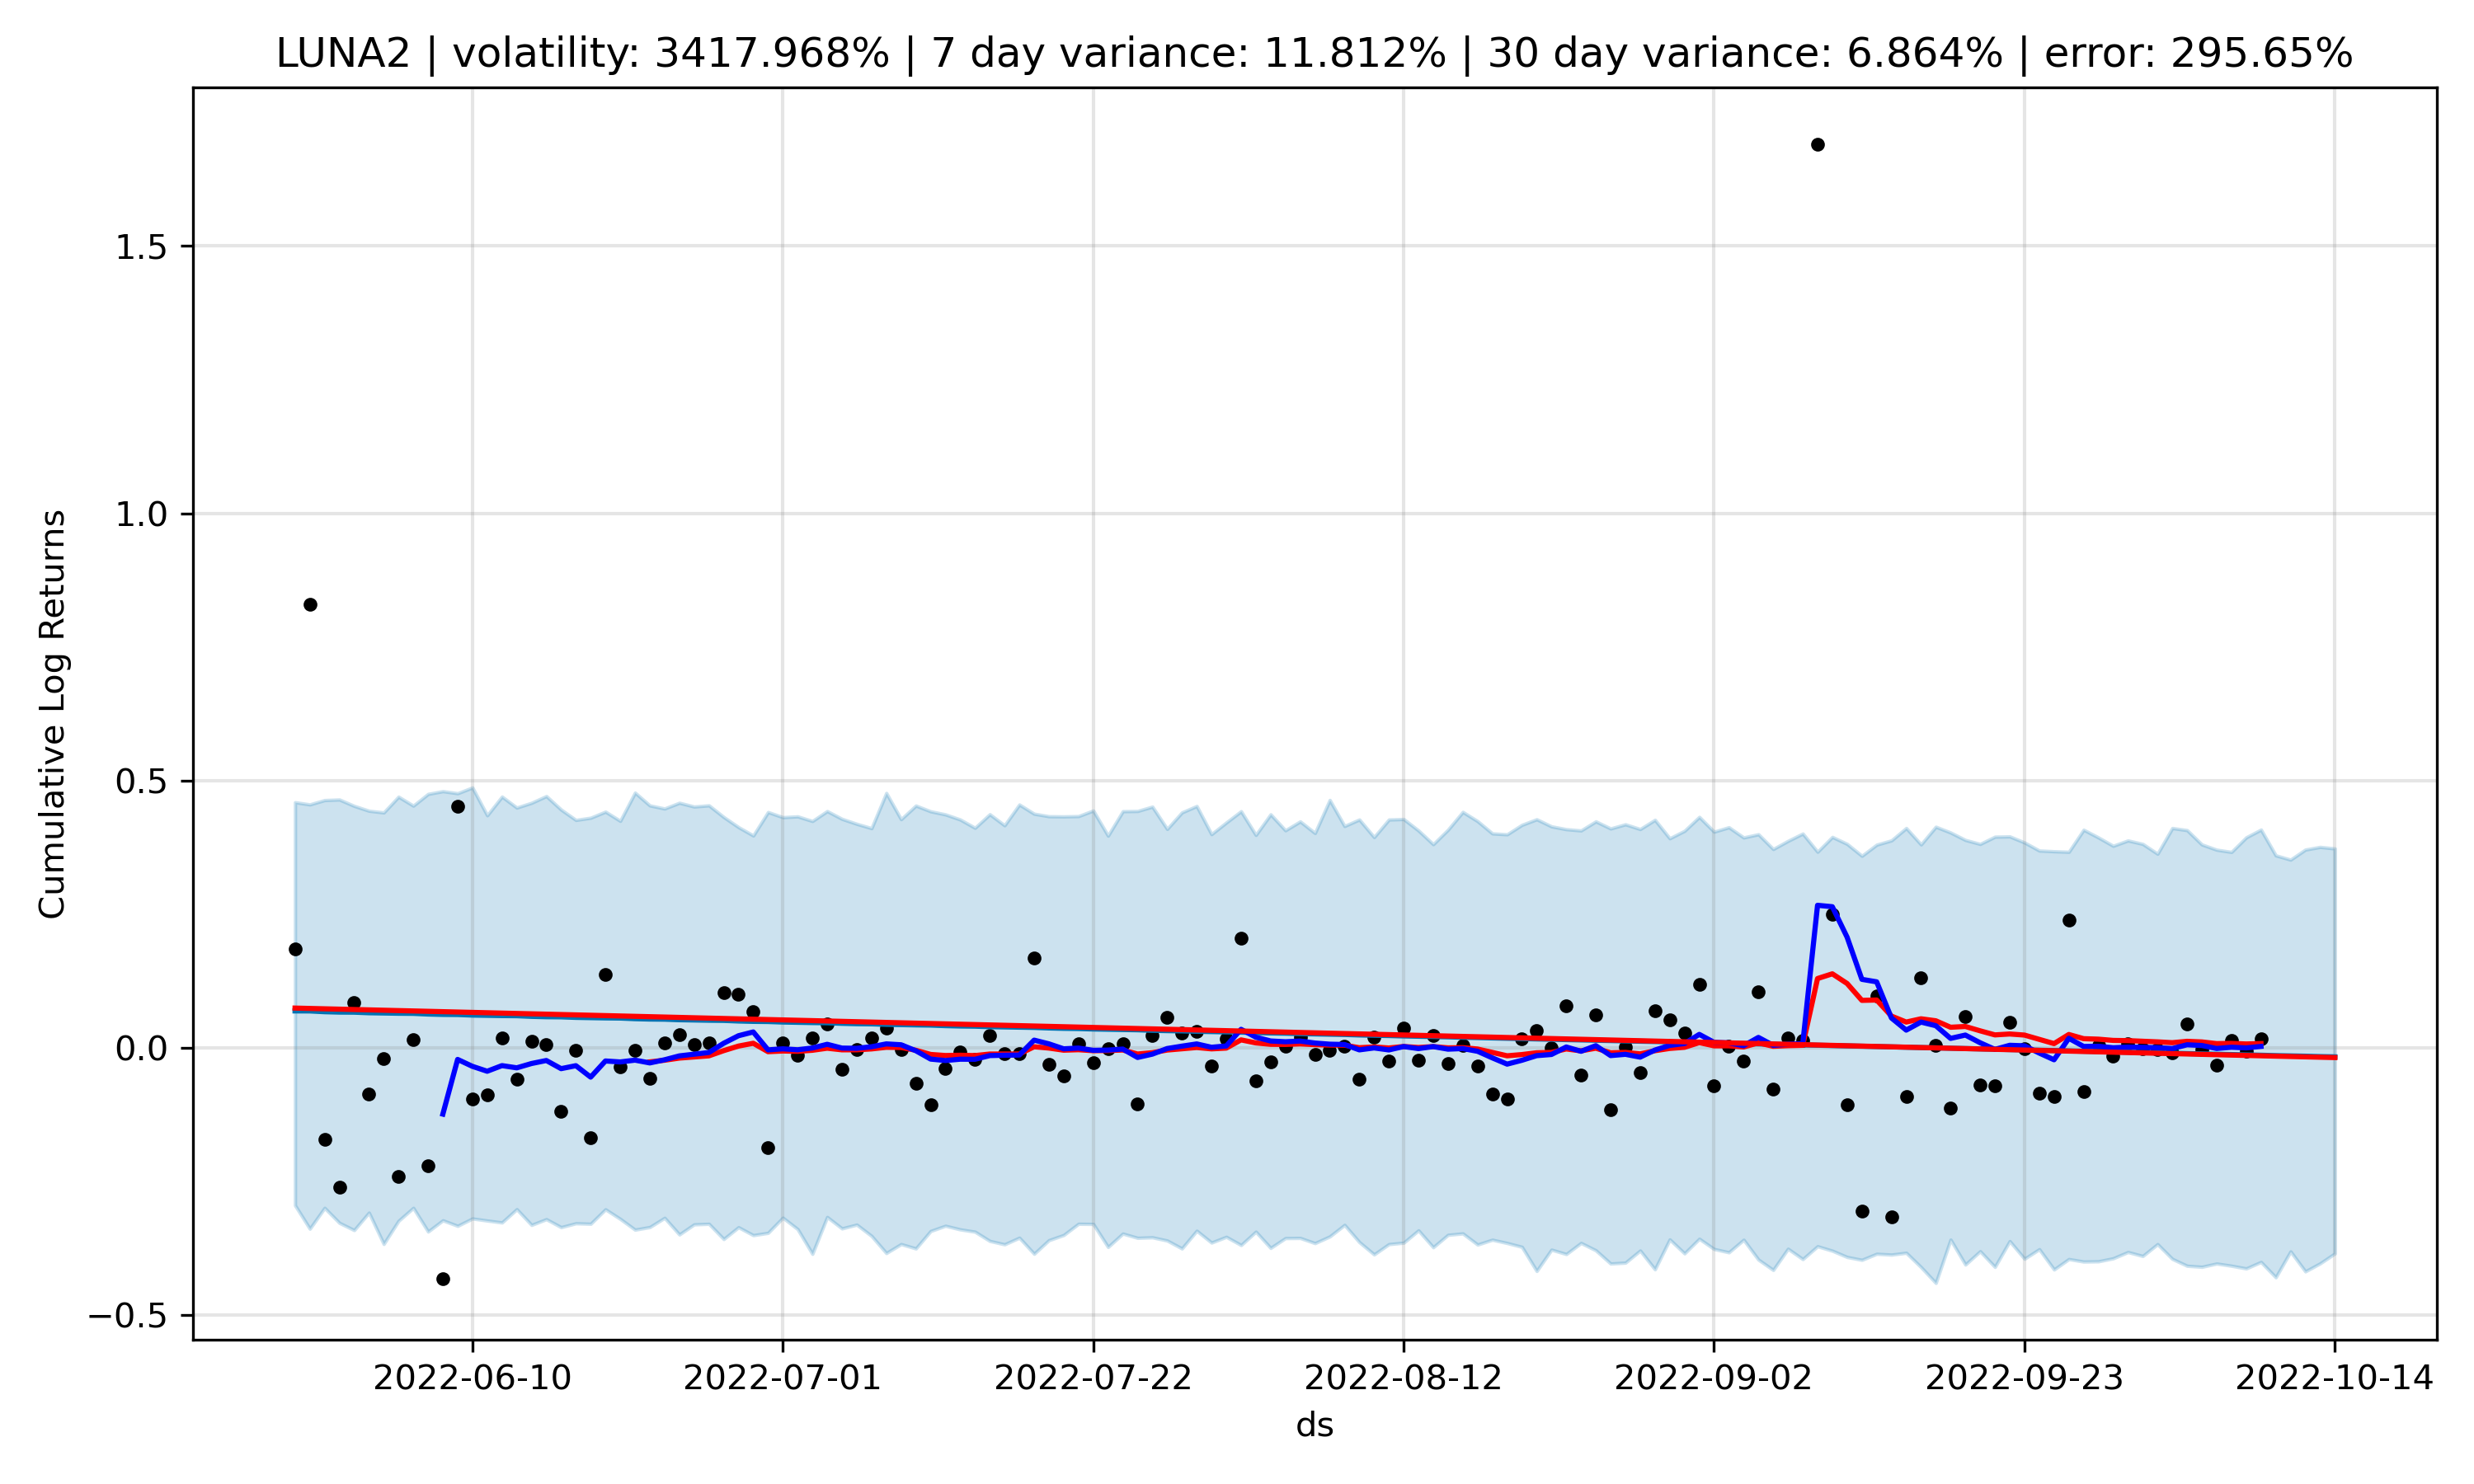 LUNA2 | volatility: 3417.968% | 7 day variance: 11.812% | 30 day variance: 6.864% | error: 295.65%
Cumulative Log Returns
1.5
1.0
0.5
0.0
−0.5
2022-06-10 2022-07-01 2022-07-22 2022-08-12 2022-09-02 2022-09-23 2022-10-14
ds